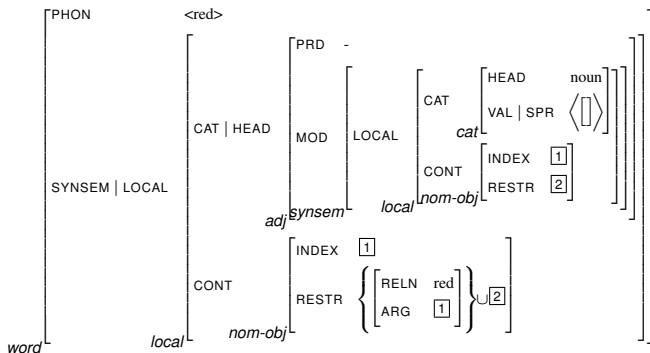 PHON <red>
PRD -
HEAD noun
CAT
VAL | SPR 〈[]〉
cat
CAT | HEAD MOD LOCAL
INDEX 1
CONT
RESTR 2
SYNSEM | LOCAL
local nom-obj
adj synsem
INDEX 1
CONT
RELN red
RESTR { } ∪ 2
ARG 1
nom-obj
local
word